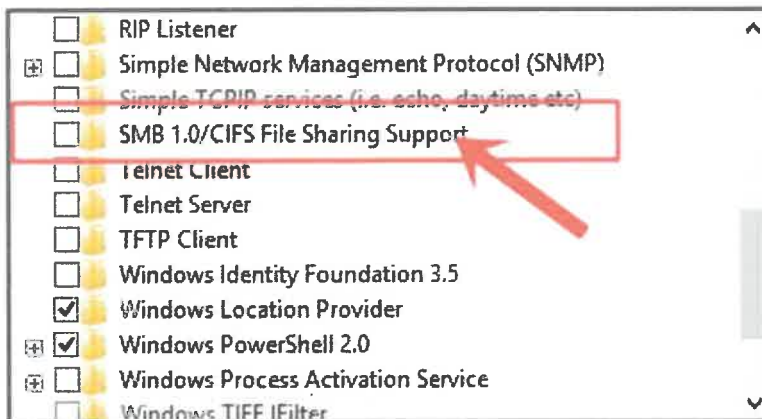 RIP Listener
Simple Network Management Protocol (SNMP)
Simple TCPIP services (i.e. echo, daytime etc)
SMB 1.0/CIFS File Sharing Support
Telnet Client
Telnet Server
TFTP Client
Windows Identity Foundation 3.5
Windows Location Provider
Windows PowerShell 2.0
Windows Process Activation Service
Windows TIFF IFilter